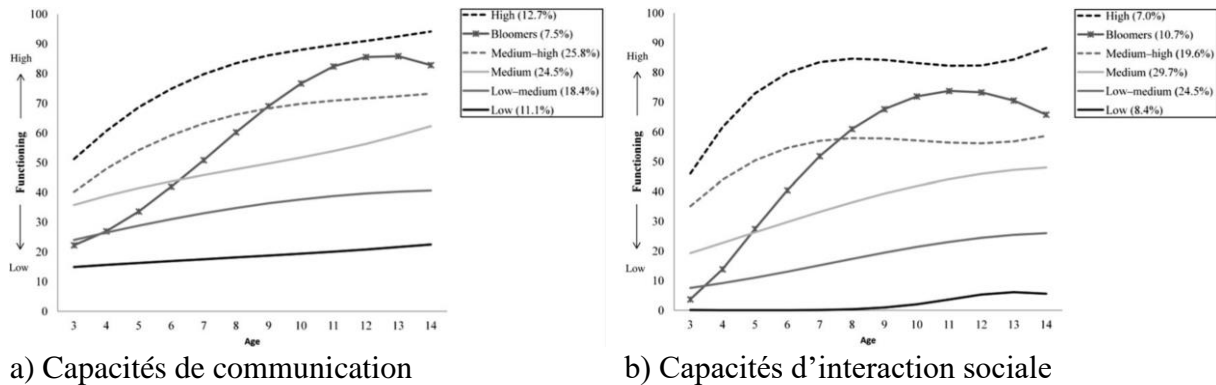 100
90
80
70
60
50
40
30
20
10
0
High
Functioning
Low
3 4 5 6 7 8 9 10 11 12 13 14
Age
High (12.7%)
Bloomers (7.5%)
Medium–high (25.8%)
Medium (24.5%)
Low–medium (18.4%)
Low (11.1%)
a) Capacités de communication
100
90
80
70
60
50
40
30
20
10
0
High
Functioning
Low
3 4 5 6 7 8 9 10 11 12 13 14
Age
High (7.0%)
Bloomers (10.7%)
Medium–high (19.6%)
Medium (29.7%)
Low–medium (24.5%)
Low (8.4%)
b) Capacités d’interaction sociale